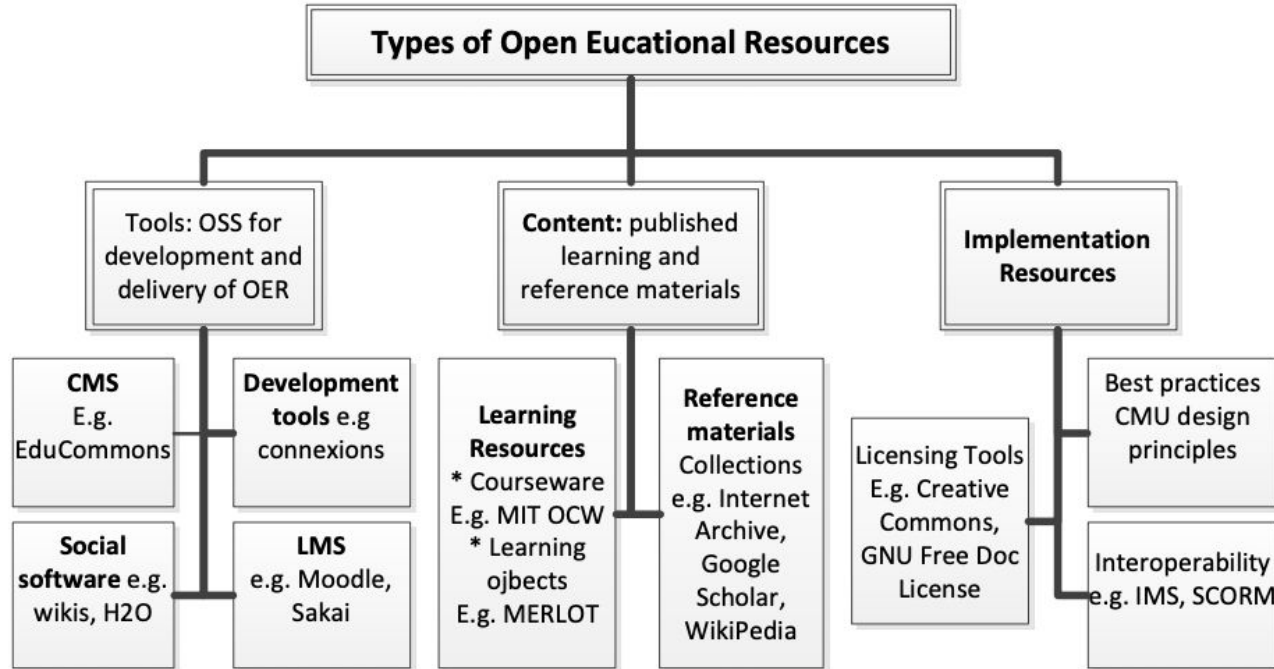 Types of Open Eucational Resources
Tools: OSS for
development and
delivery of OER
Content: published
learning and
reference materials
Implementation
Resources
CMS
E.g.
EduCommons
Development
tools e.g
connexions
Social
software e.g.
wikis, H2O
LMS
e.g. Moodle,
Sakai
Learning
Resources
* Courseware
E.g. MIT OCW
* Learning
ojbects
E.g. MERLOT
Reference
materials
Collections
e.g. Internet
Archive,
Google
Scholar,
WikiPedia
Licensing Tools
E.g. Creative
Commons,
GNU Free Doc
License
Best practices
CMU design
principles
Interoperability
e.g. IMS, SCORM